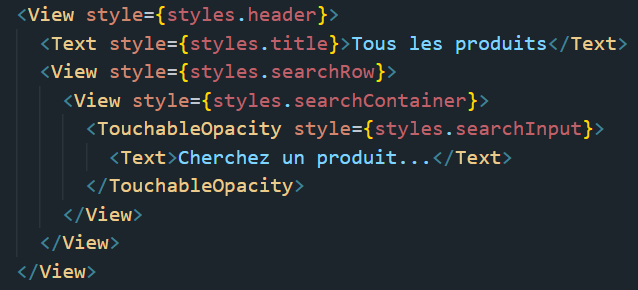 <View style={styles.header}>
<Text style={styles.title}>Tous les produits</Text>
<View style={styles.searchRow}>
<View style={styles.searchContainer}>
<TouchableOpacity style={styles.searchInput}>
<Text>Cherchez un produit...</Text>
</TouchableOpacity>
</View>
</View>
</View>